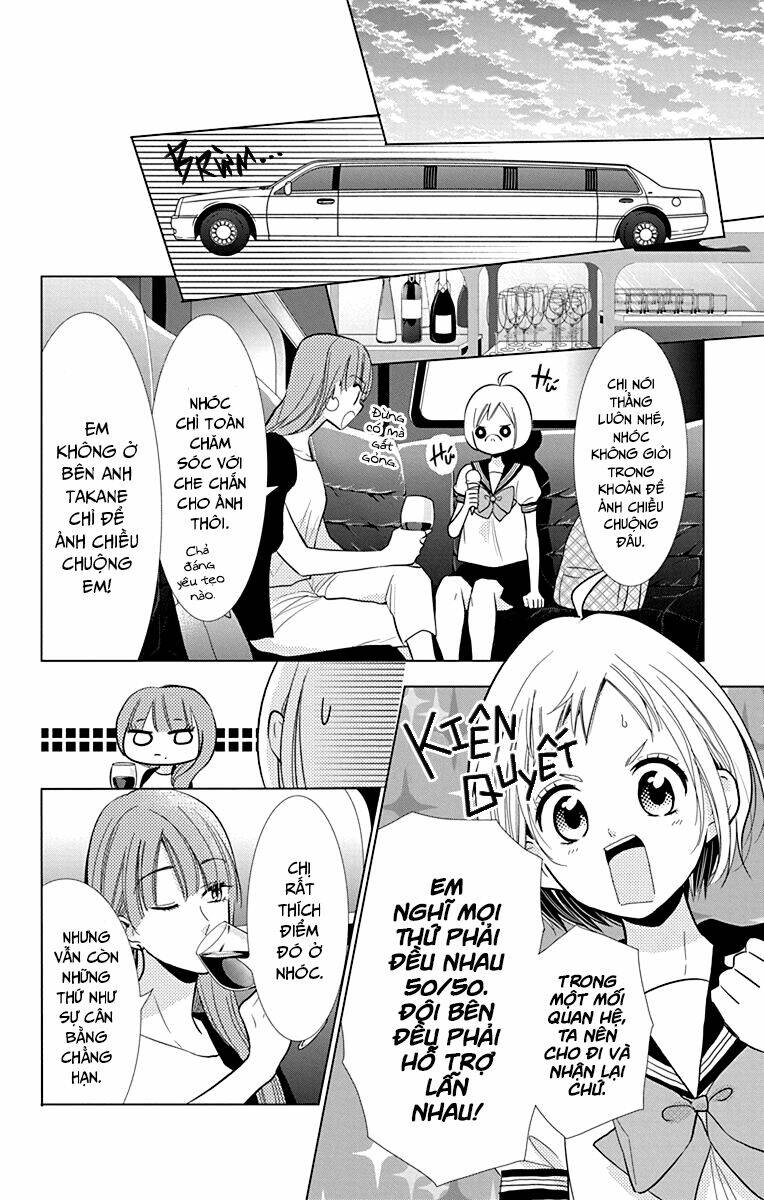 BRÙM...
CHỊ NÓI
THẲNG
LUÔN NHÉ,
NHÓC
KHÔNG GIỎI
TRONG
KHOẢN ĐỂ
ẢNH CHIỀU
CHUỘNG
ĐÂU.
Hứ
Hứ
Đừng
có mà
gắt
gỏng.
NHÓC
CHỈ TOÀN
CHĂM
SÓC VỚI
CHE CHẮN
CHO ẢNH
THÔI.
Chả
đáng
yêu tẹo
nào.
EM
KHÔNG Ở
BÊN ANH
TAKANE
CHỈ ĐỂ
ẢNH CHIỀU
CHUỘNG
EM!
KIÊN
QUYẾT
TRONG
MỘT MỐI
QUAN HỆ,
TA NÊN
CHO ĐI VÀ
NHẬN LẠI
CHỨ.
EM
NGHĨ MỌI
THỨ PHẢI
ĐỀU NHAU
50/50.
ĐÔI BÊN
ĐỀU PHẢI
HỖ TRỢ
LẪN
NHAU!
CHỊ
RẤT
THÍCH
ĐIỂM
ĐÓ Ở
NHÓC.
NHƯNG
VẪN CÒN
NHỮNG
THỨ NHƯ
SỰ CÂN
BẰNG
CHẲNG
HẠN.